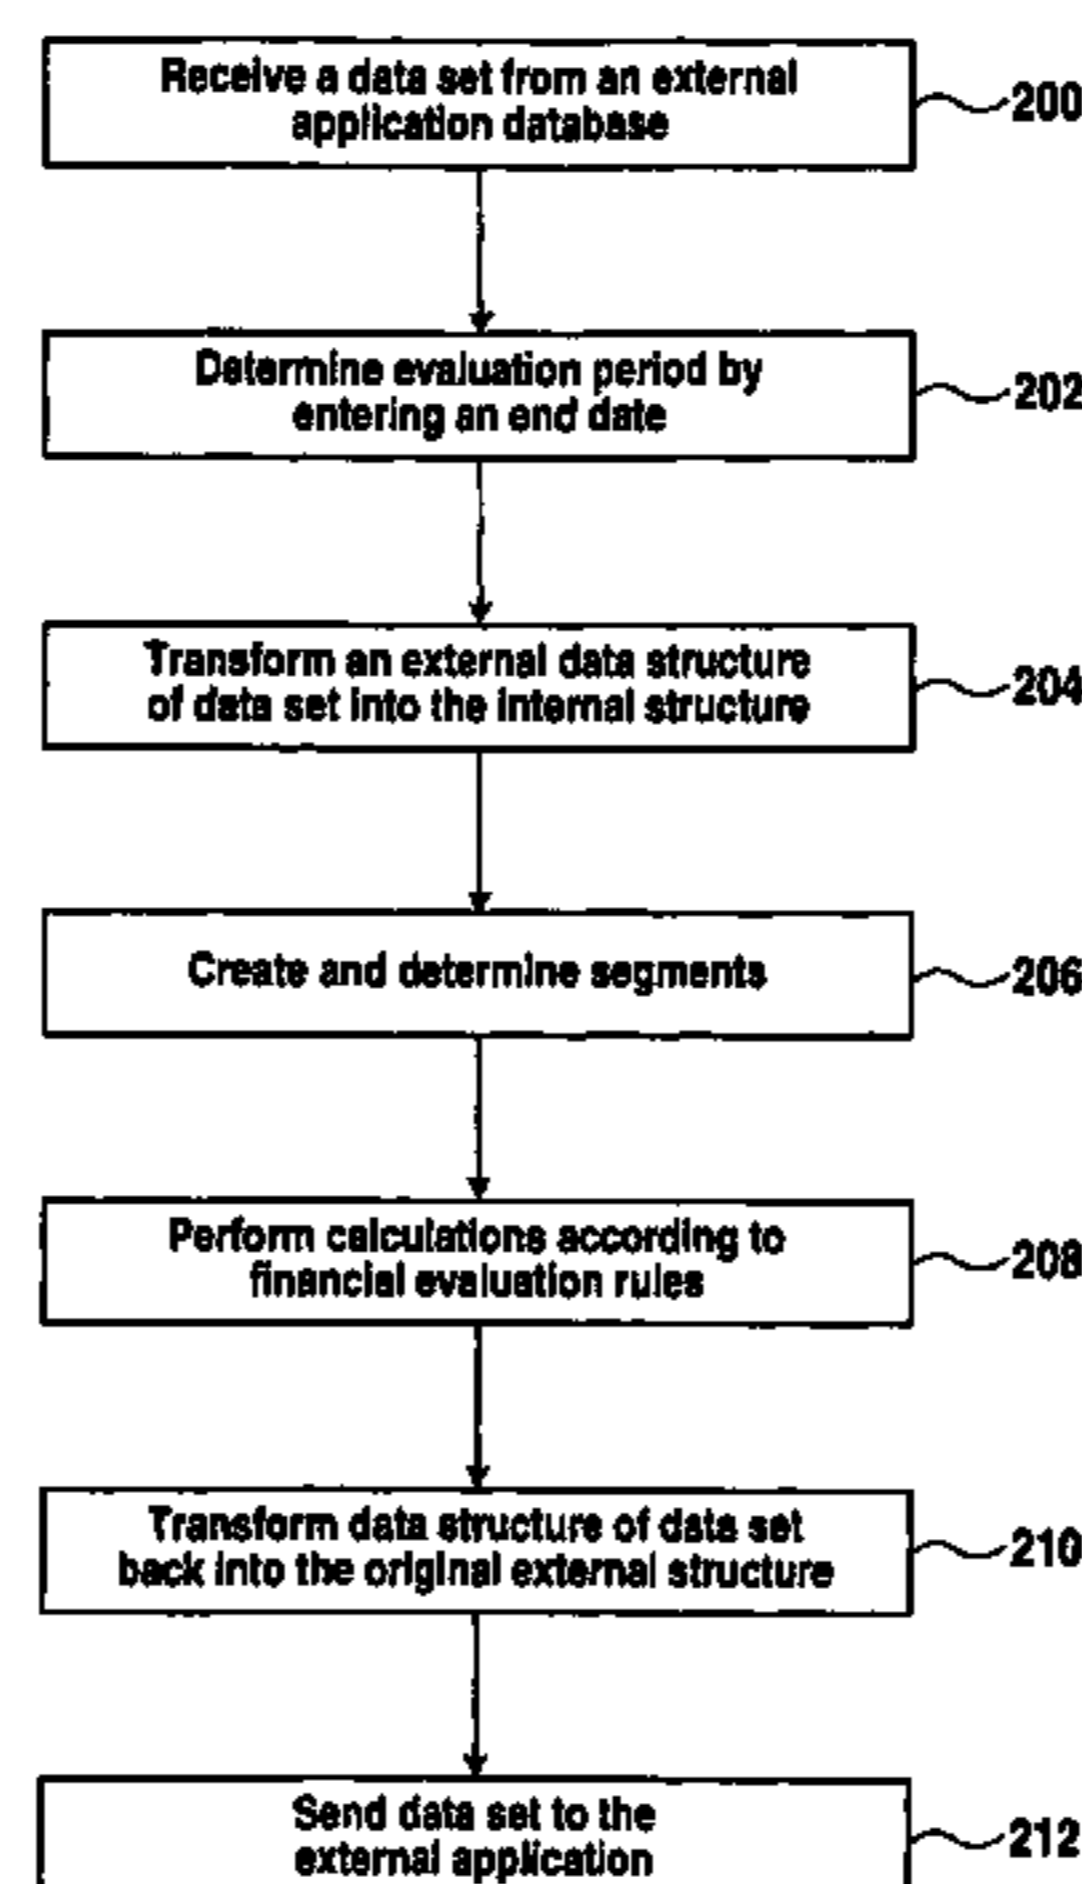 Receive a data set from an external
application database
200
Determine evaluation period by
entering an end date
202
Transform an external data structure
of data set into the internal structure
204
Create and determine segments
206
Perform calculations according to
financial evaluation rules
208
Transform data structure of data set
back into the original external structure
210
Send data set to the
external application
212